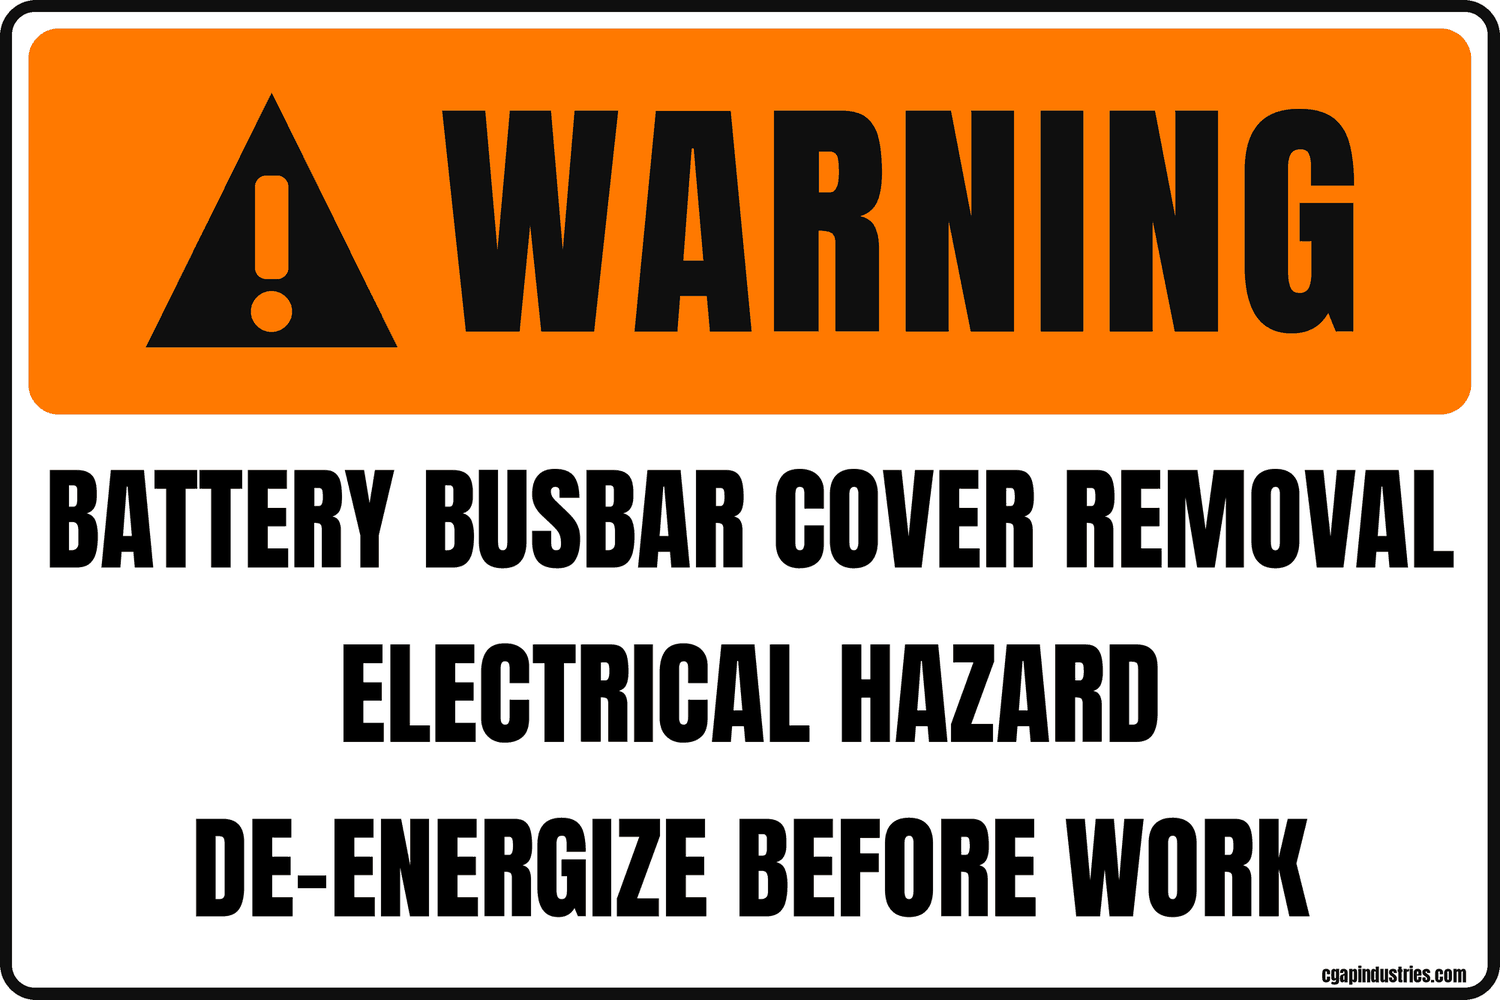 WARNING
BATTERY BUSBAR COVER REMOVAL
ELECTRICAL HAZARD
DE-ENERGIZE BEFORE WORK
cgapindustries.com